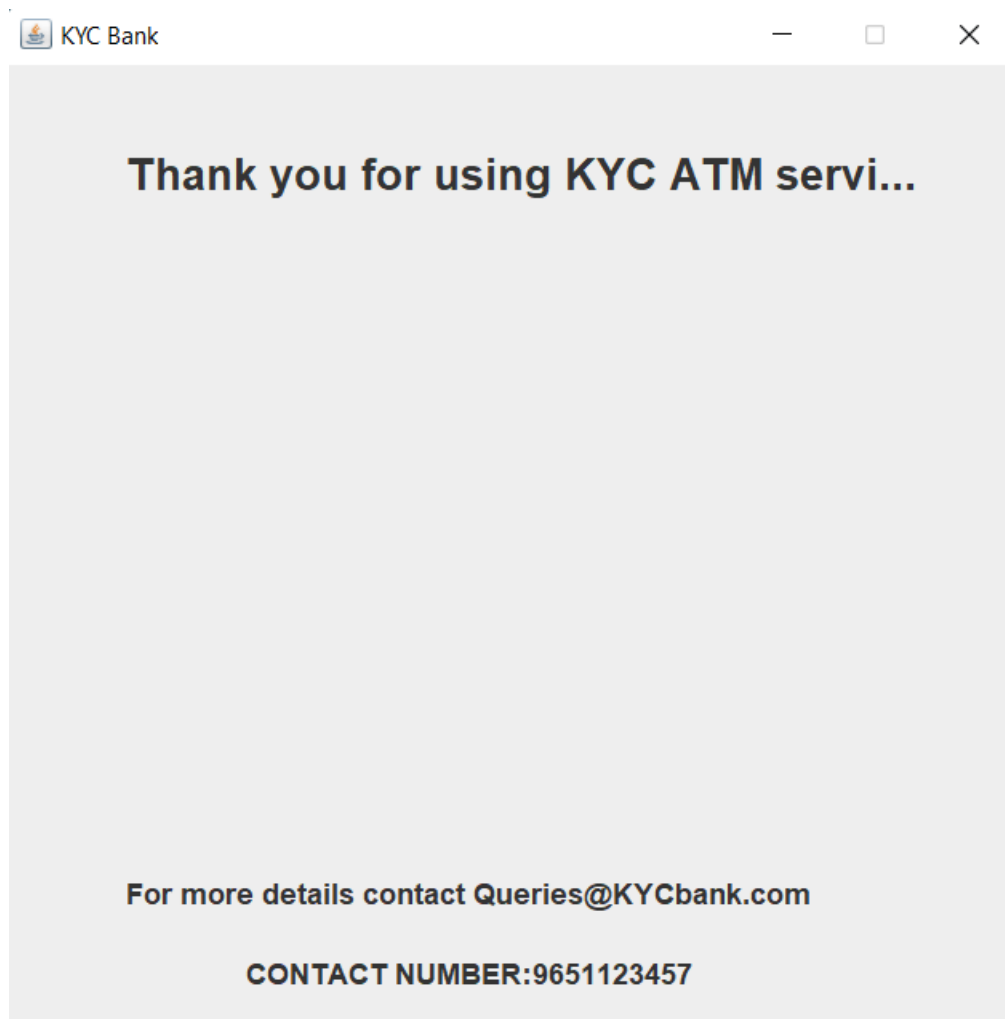 KYC Bank
Thank you for using KYC ATM servi...
For more details contact Queries@KYCbank.com
CONTACT NUMBER:9651123457